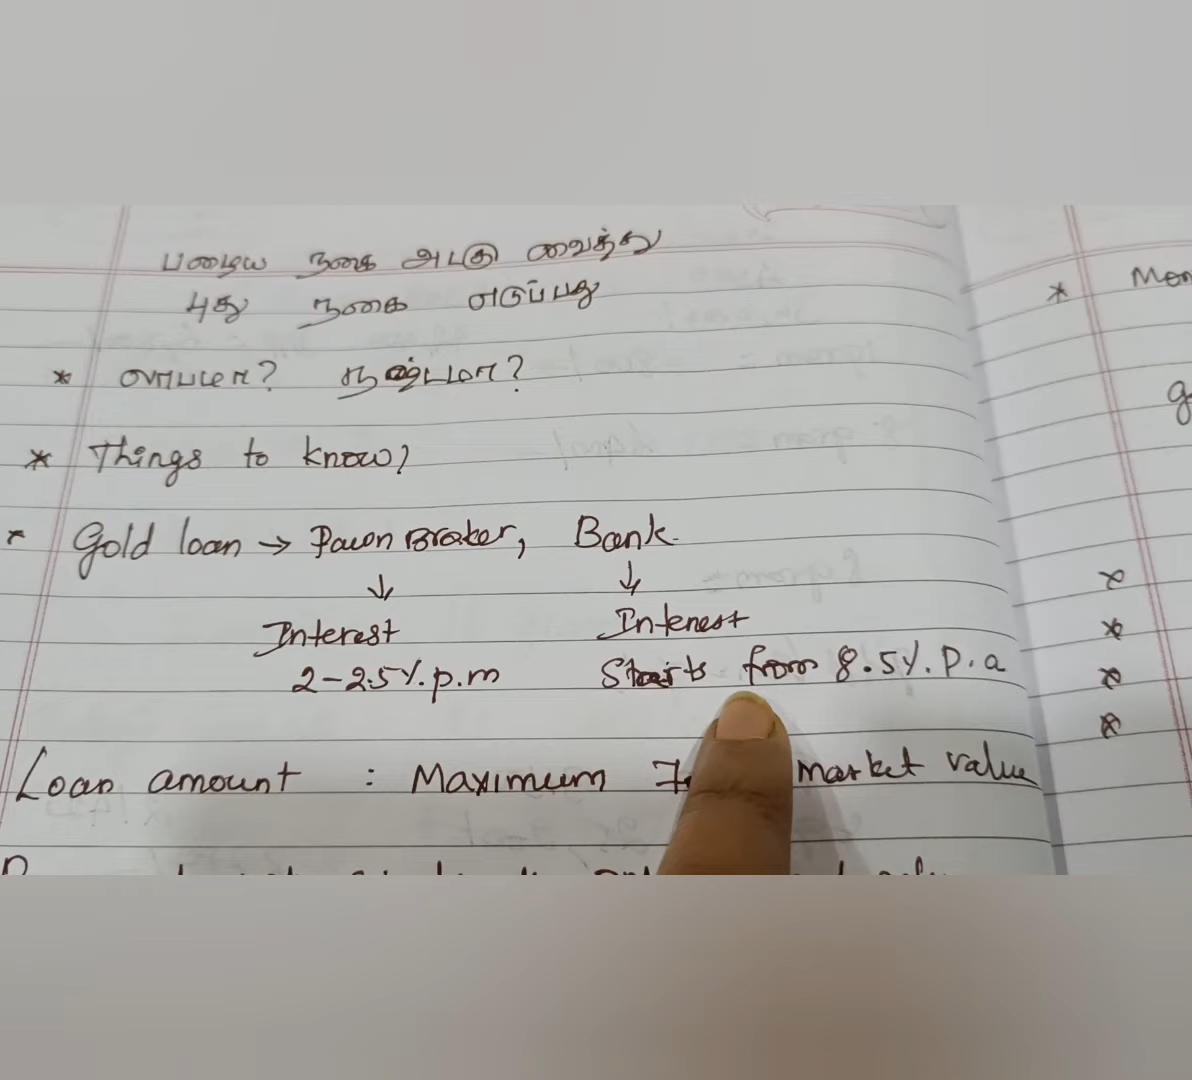 பழைய நகை அடகு வைத்து
புது நகை எடுப்பது
* லாபமா? நஷ்டமா?
* Things to know?
* Gold loan → Pawn Broker, Bank.
↓ ↓
Interest Interest
2-2.5%.p.m Starts from 8.5%.p.a
Loan amount : Maximum market value
*
*
*
*